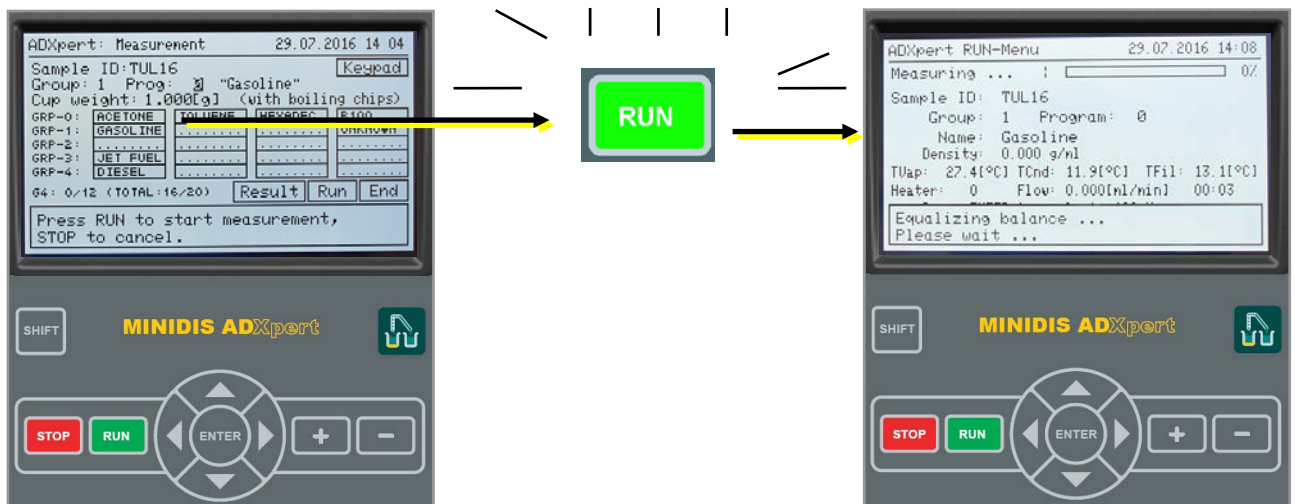 ADXpert: Measurement 29.07.2016 14 04
Sample ID:TUL16 Keypad
Group: 1 Prog: "Gasoline"
Cup weight: 1.000[g] (with boiling chips)
GRP-0: ACETONE TOLUENE HEXADEC R100
GRP-1: GASOLINE ........ ........ UNKNOWN
GRP-2: ........ ........ ........ ........
GRP-3: JET FUEL ........ ........ ........
GRP-4: DIESEL ........ ........ ........
G4: 0/12 (TOTAL:16/20) Result Run End
Press RUN to start measurement,
STOP to cancel.
SHIFT
MINIDIS ADXpert
STOP RUN ENTER + -
RUN
ADXpert RUN-Menu 29.07.2016 14:08
Measuring ... : 0%
Sample ID: TUL16
Group: 1 Program: 0
Name: Gasoline
Density: 0.000 g/ml
TVap: 27.4[°C] TCnd: 11.9[°C] TFil: 13.1[°C]
Heater: 0 Flow: 0.000[ml/min] 00:03
Equalizing balance ...
Please wait ...
SHIFT
MINIDIS ADXpert
STOP RUN ENTER + -